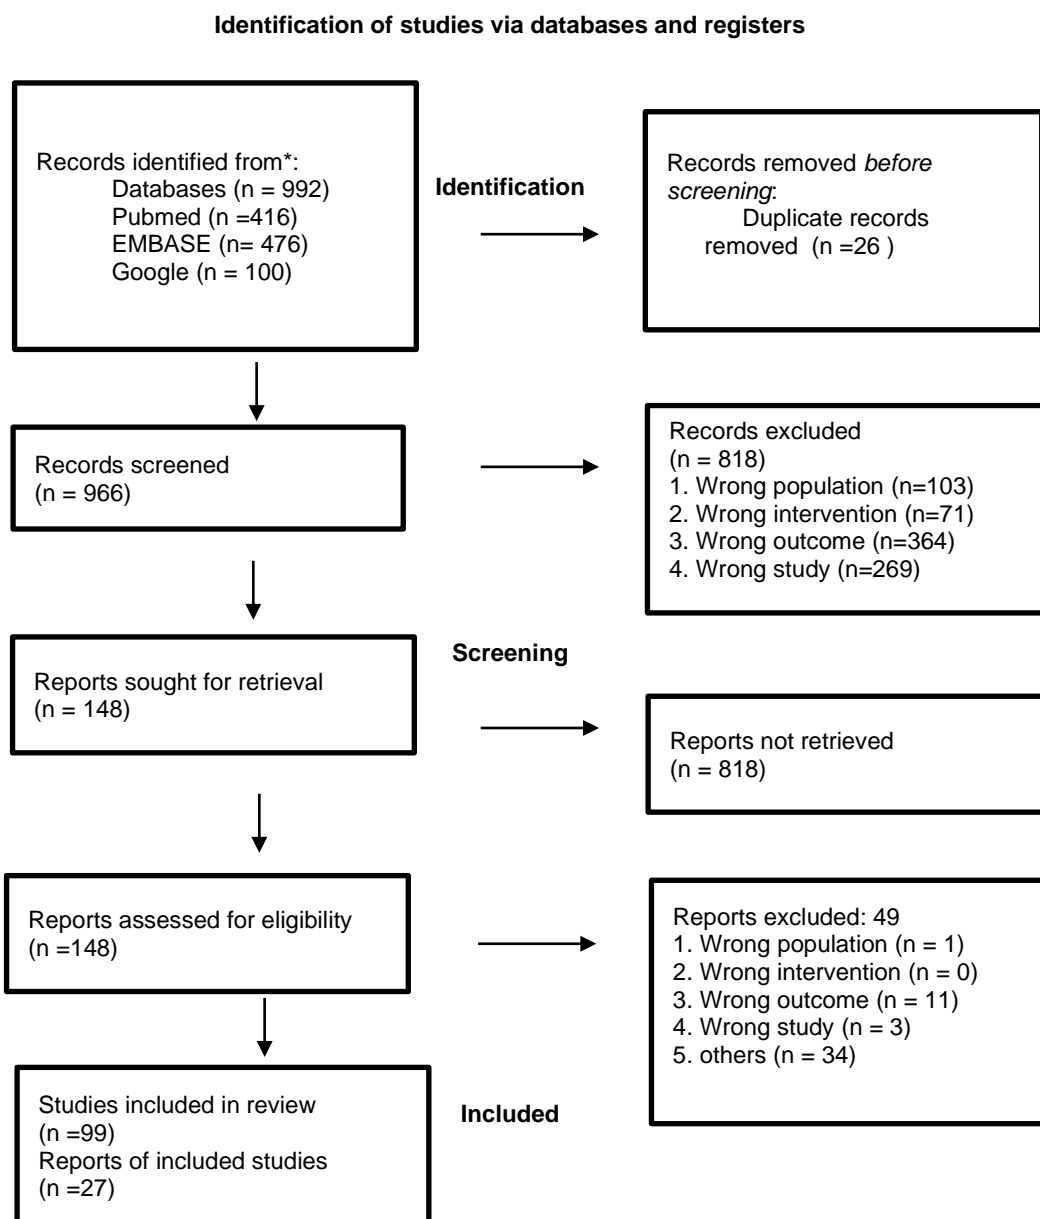 Identification of studies via databases and registers
Records identified from*:
Databases (n = 992)
Pubmed (n =416)
EMBASE (n= 476)
Google (n = 100)
Identification
Records removed before
screening:
Duplicate records
removed  (n =26 )
Records screened
(n = 966)
Records excluded
(n = 818)
1. Wrong population (n=103)
2. Wrong intervention (n=71)
3. Wrong outcome (n=364)
4. Wrong study (n=269)
Reports sought for retrieval
(n = 148)
Screening
Reports not retrieved
(n = 818)
Reports assessed for eligibility
(n =148)
Reports excluded: 49
1. Wrong population (n = 1)
2. Wrong intervention (n = 0)
3. Wrong outcome (n = 11)
4. Wrong study (n = 3)
5. others (n = 34)
Studies included in review
(n =99)
Reports of included studies
(n =27)
Included